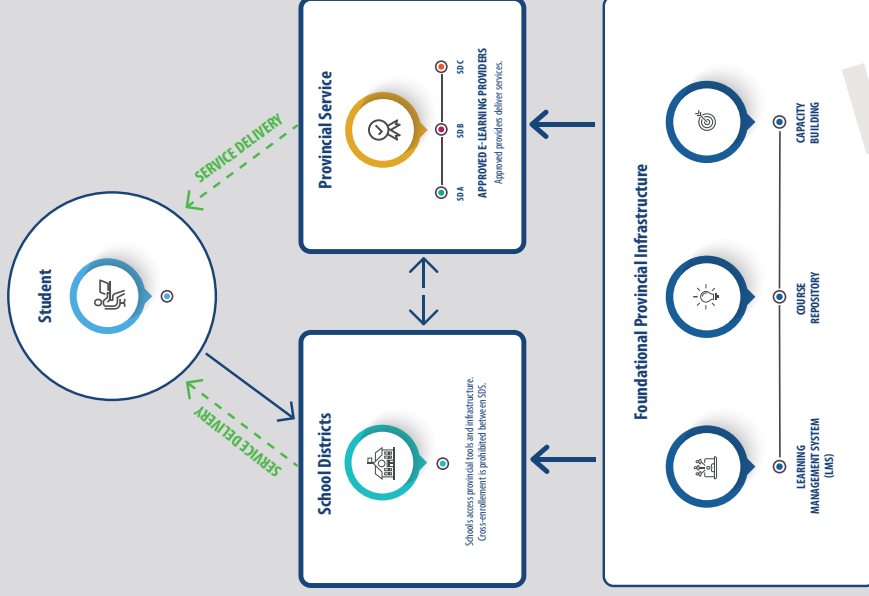 Student
SERVICE DELIVERY
SERVICE DELIVERY
School Districts
Schools access provincial tools and infrastructure.
Cross-enrollement is prohibited between SDS.
Provincial Service
SD A
SD B
SD C
APPROVED E-LEARNING PROVIDERS
Approved providers deliver services.
Foundational Provincial Infrastructure
LEARNING
MANAGEMENT SYSTEM
(LMS)
COURSE
REPOSITORY
CAPACITY
BUILDING